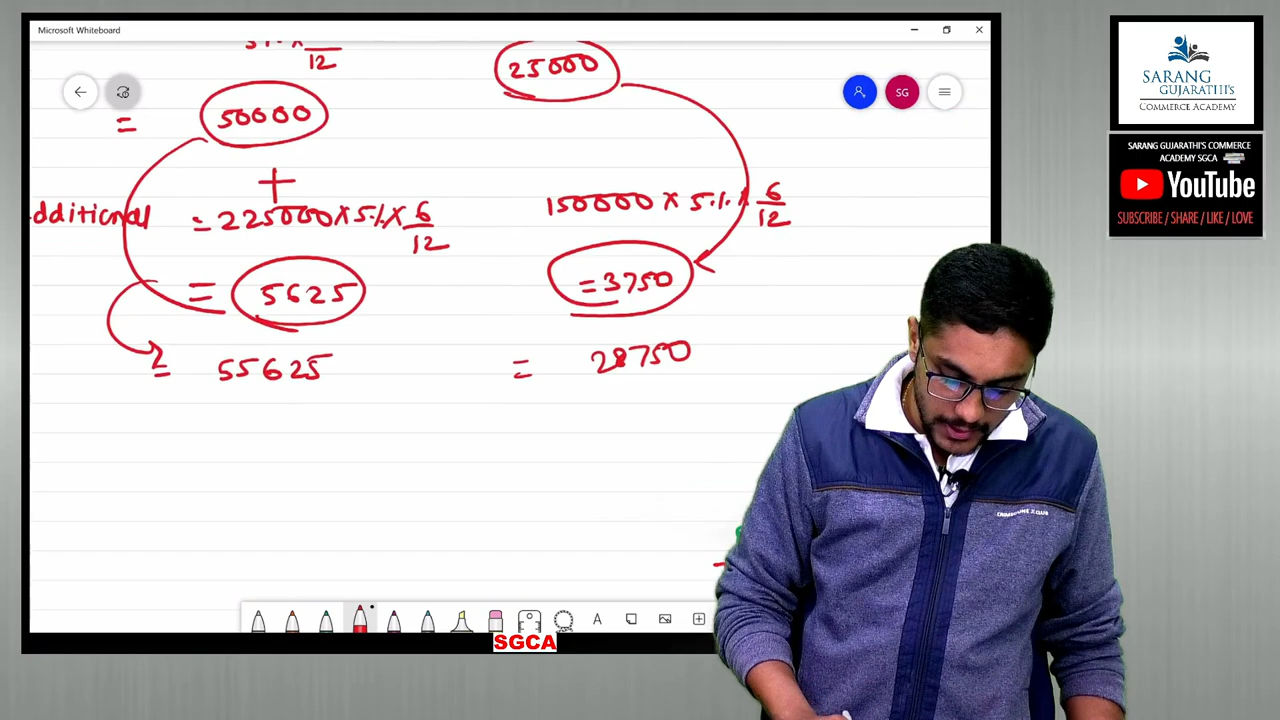 Microsoft Whiteboard
5%×
12
25000
= 50000
+
dditional = 225000×5%×6/12
150000×5%×6/12
= 5625
=3750
= 55625
= 28750
SG
SGCA
SARANG
GUJARATHI'S
COMMERCE ACADEMY
SARANG GUJARATHI'S COMMERCE
ACADEMY SGCA
YouTube
SUBSCRIBE / SHARE / LIKE / LOVE